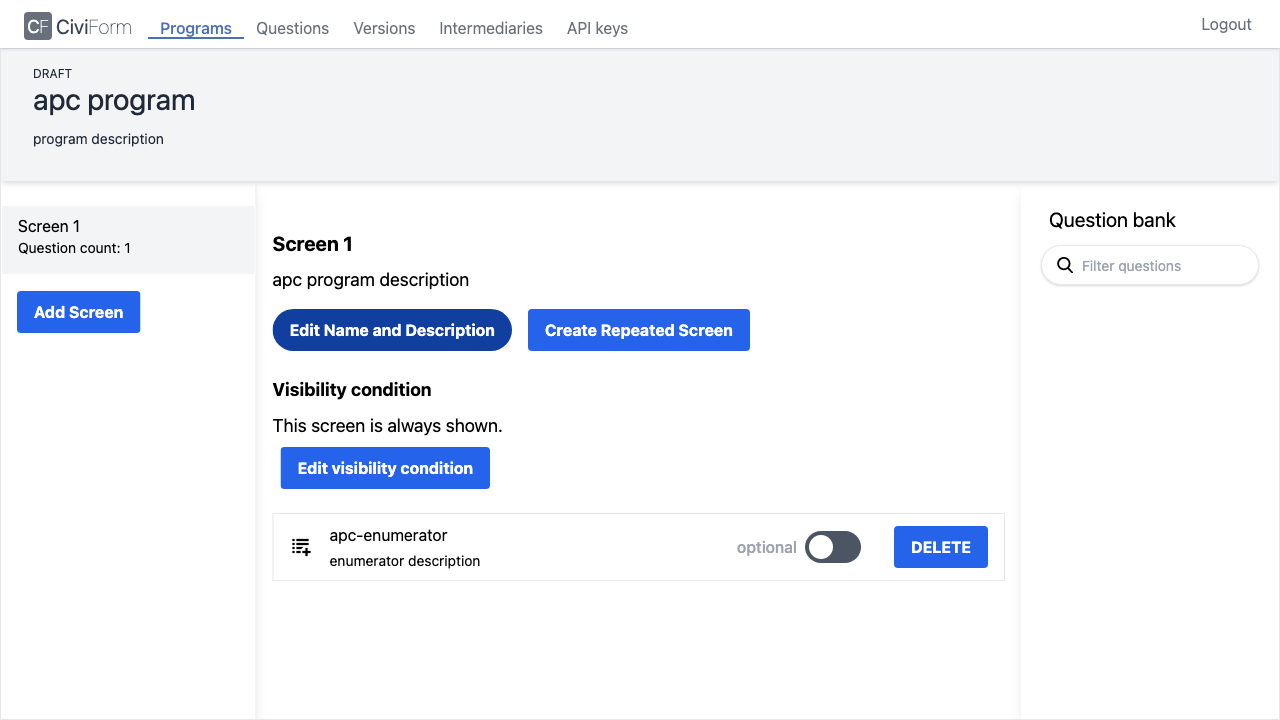 CF CiviForm Programs Questions Versions Intermediaries API keys Logout
DRAFT
apc program
program description
Screen 1
Question count: 1
Add Screen
Screen 1
apc program description
Edit Name and Description Create Repeated Screen
Visibility condition
This screen is always shown.
Edit visibility condition
apc-enumerator
enumerator description
optional
DELETE
Question bank
Filter questions